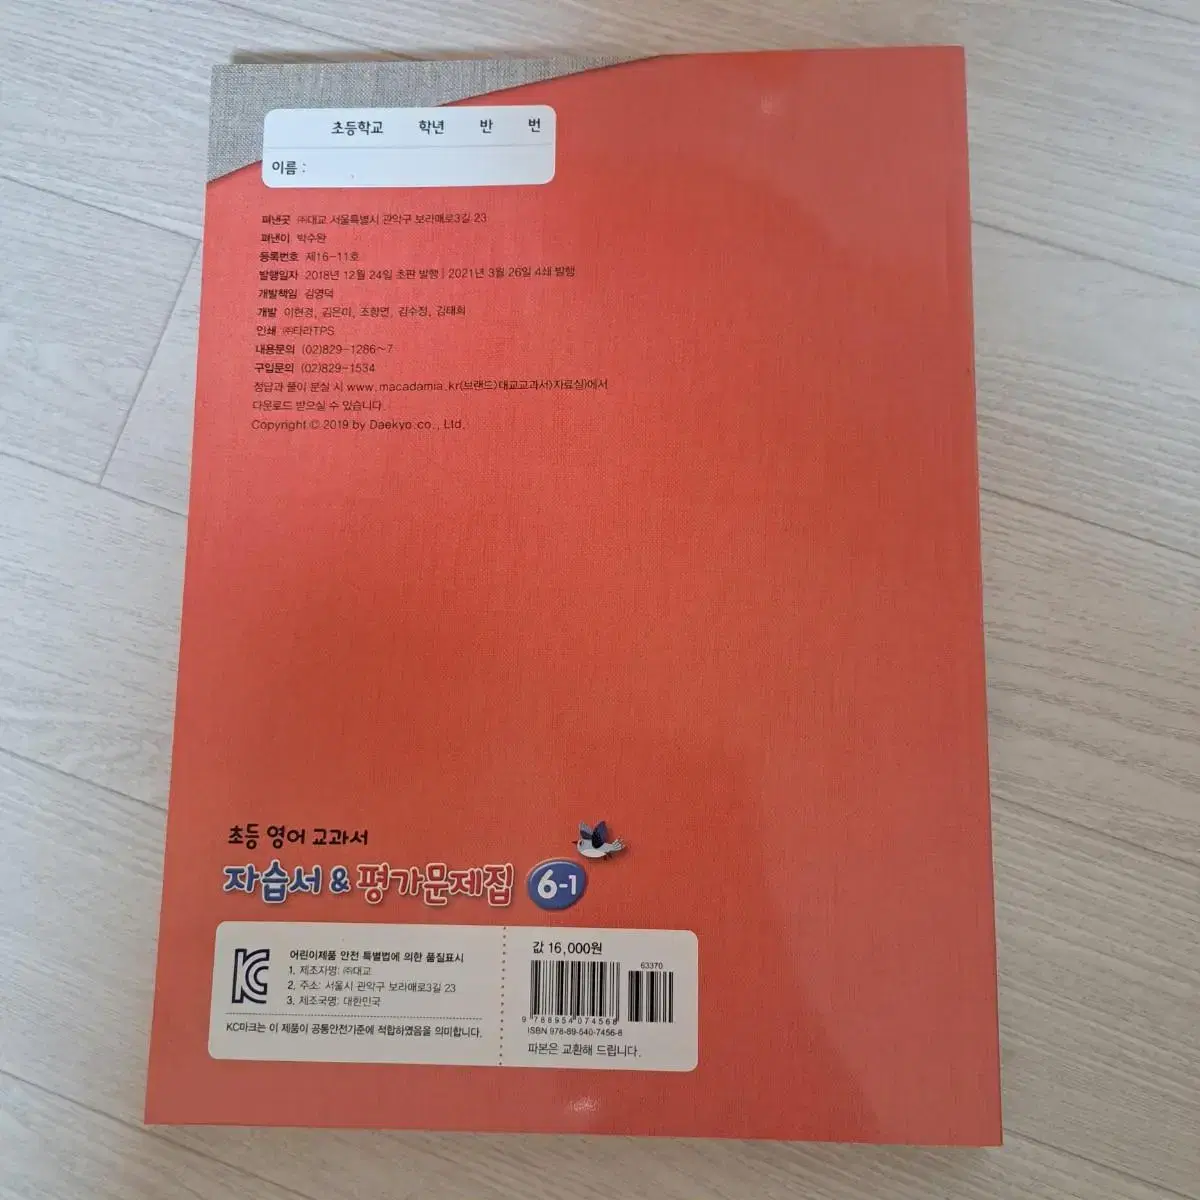 초등학교 학년 반 번
이름 :
펴낸곳 ㈜대교 서울특별시 관악구 보라매로3길 23
펴낸이 박수완
등록번호 제16-11호
발행일자 2018년 12월 24일 초판 발행 | 2021년 3월 26일 4쇄 발행
개발책임 김영덕
개발 이현경, 김은미, 조향면, 김수정, 김태희
인쇄 ㈜타라TPS
내용문의 (02)829-1286~7
구입문의 (02)829-1534
정답과 풀이 분실 시 www.macadamia.kr(브랜드>대교교과서>자료실)에서
다운로드 받으실 수 있습니다.
Copyright © 2019 by Daekyo.co., Ltd.
초등 영어 교과서
자습서 & 평가문제집 6-1
KC
어린이제품 안전 특별법에 의한 품질표시
1. 제조자명: ㈜대교
2. 주소: 서울시 관악구 보라매로3길 23
3. 제조국명: 대한민국
KC마크는 이 제품이 공통안전기준에 적합하였음을 의미합니다.
값 16,000원
63370
9 788954 074568
ISBN 978-89-540-7456-8
파본은 교환해 드립니다.